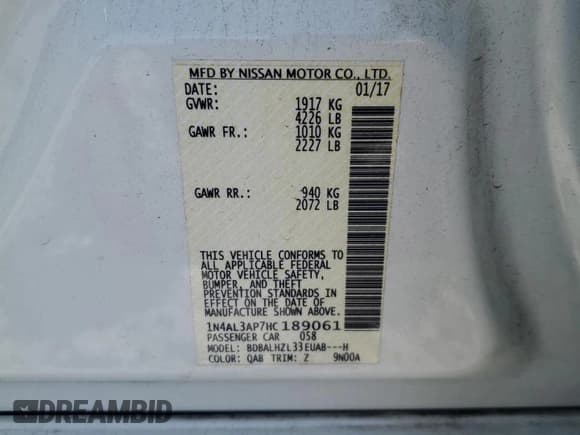 MFD BY NISSAN MOTOR CO., LTD.
DATE: 01/17
GVWR: 1917 KG
4226 LB
GAWR FR.: 1010 KG
2227 LB
GAWR RR.: 940 KG
2072 LB
THIS VEHICLE CONFORMS TO
ALL APPLICABLE FEDERAL
MOTOR VEHICLE SAFETY,
BUMPER, AND THEFT
PREVENTION STANDARDS IN
EFFECT ON THE DATE OF
MANUFACTURE SHOWN ABOVE.
1N4AL3AP7HC189061
PASSENGER CAR 058
MODEL: BDBALHZL33EUAB---H
COLOR: QAB TRIM: Z 9N00A
DREAMBID